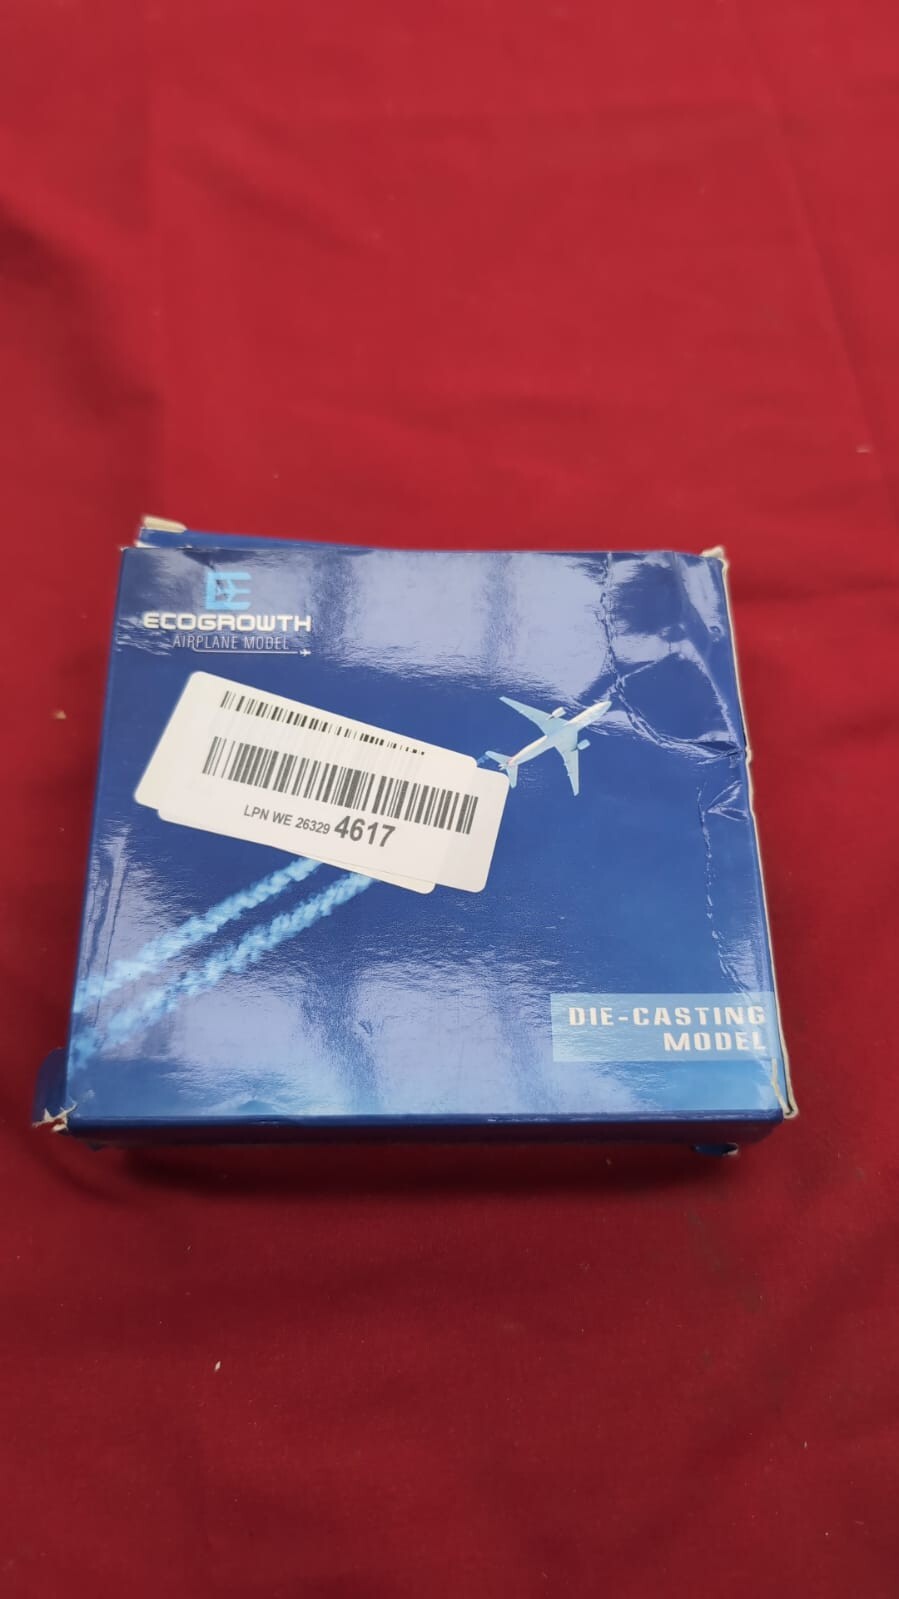 ECOGROWTH
AIRPLANE MODEL
LPN WE 26329 4617
DIE-CASTING
MODEL